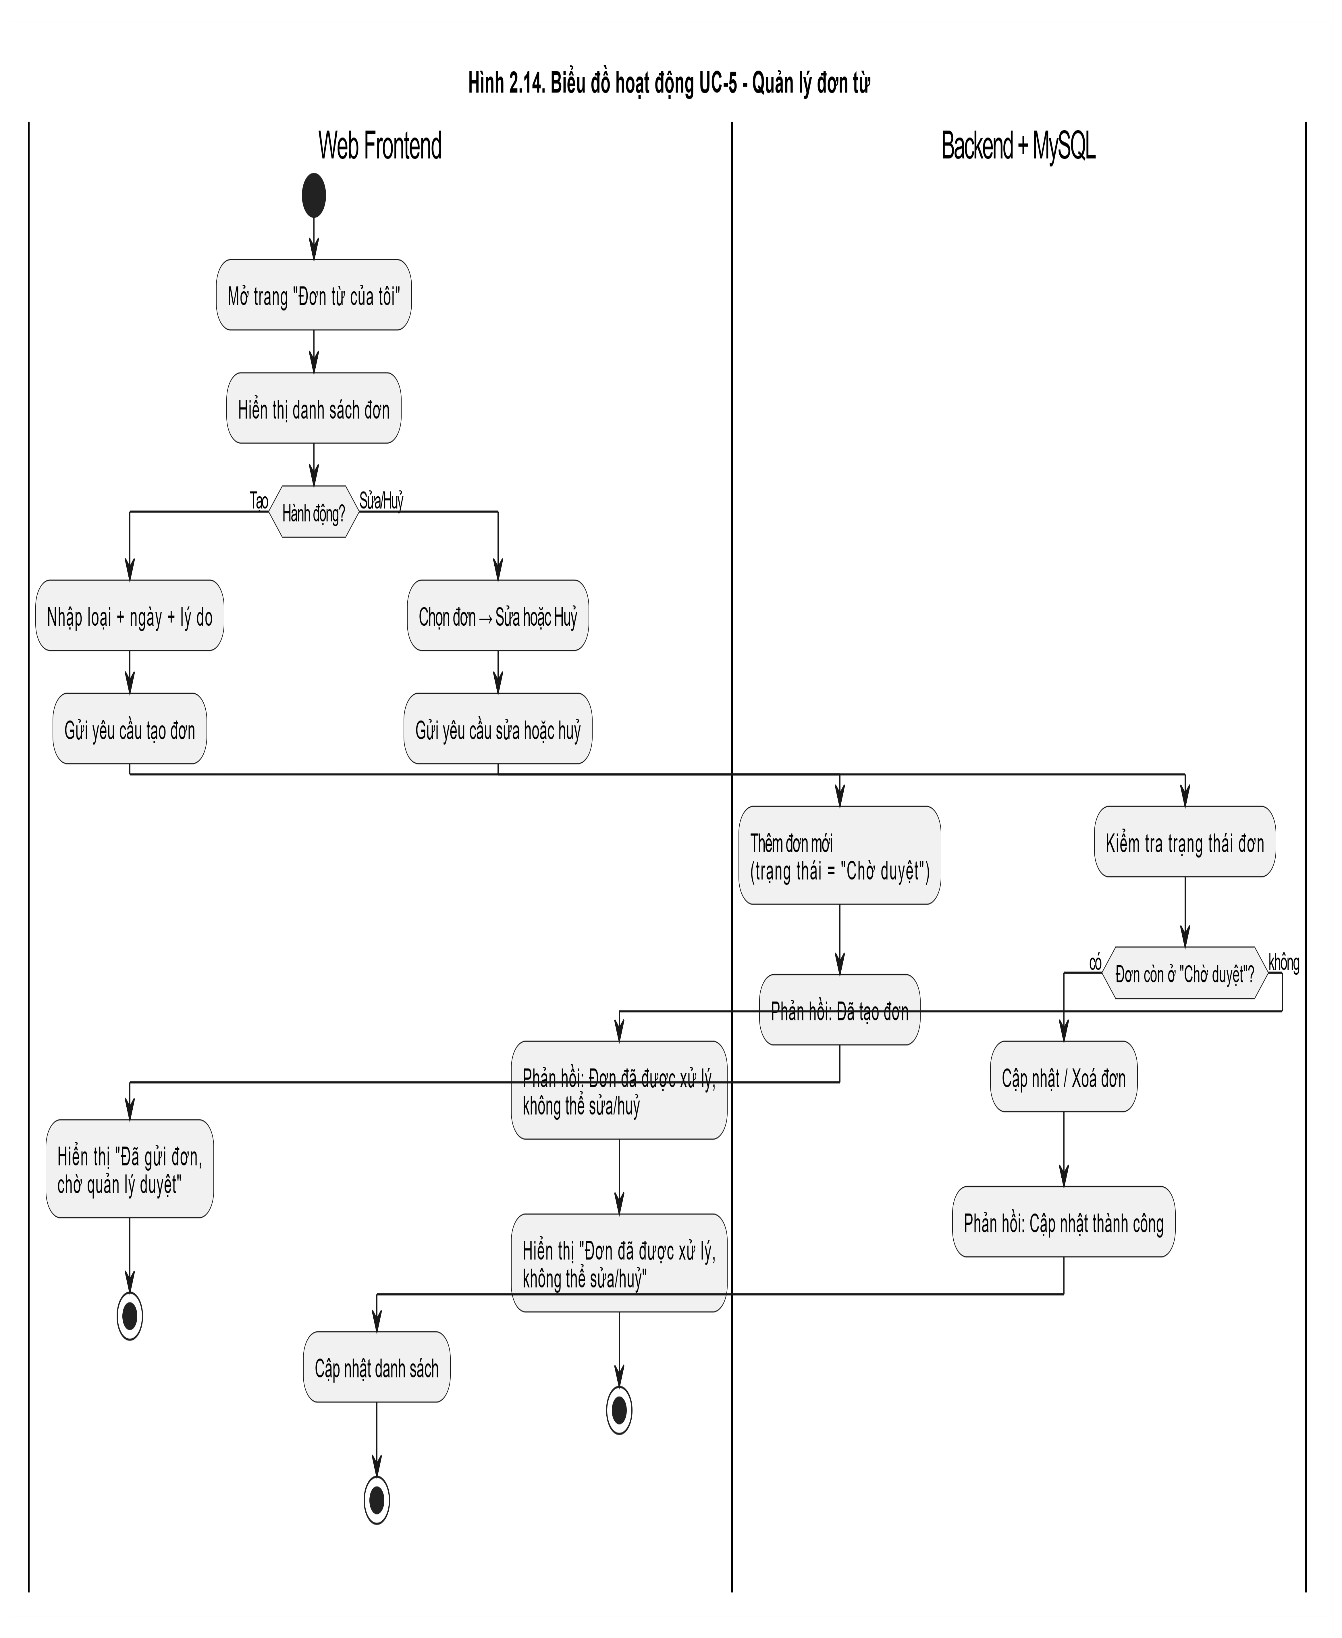 Hình 2.14. Biểu đồ hoạt động UC-5 - Quản lý đơn từ
Web Frontend
Backend + MySQL
Mở trang "Đơn từ của tôi"
Hiển thị danh sách đơn
Tạo
Hành động?
Sửa/Huỷ
Nhập loại + ngày + lý do
Chọn đơn → Sửa hoặc Huỷ
Gửi yêu cầu tạo đơn
Gửi yêu cầu sửa hoặc huỷ
Thêm đơn mới
(trạng thái = "Chờ duyệt")
Kiểm tra trạng thái đơn
có
Đơn còn ở "Chờ duyệt"?
không
Phản hồi: Đã tạo đơn
Phản hồi: Đơn đã được xử lý,
không thể sửa/huỷ
Cập nhật / Xoá đơn
Hiển thị "Đã gửi đơn,
chờ quản lý duyệt"
Phản hồi: Cập nhật thành công
Hiển thị "Đơn đã được xử lý,
không thể sửa/huỷ"
Cập nhật danh sách